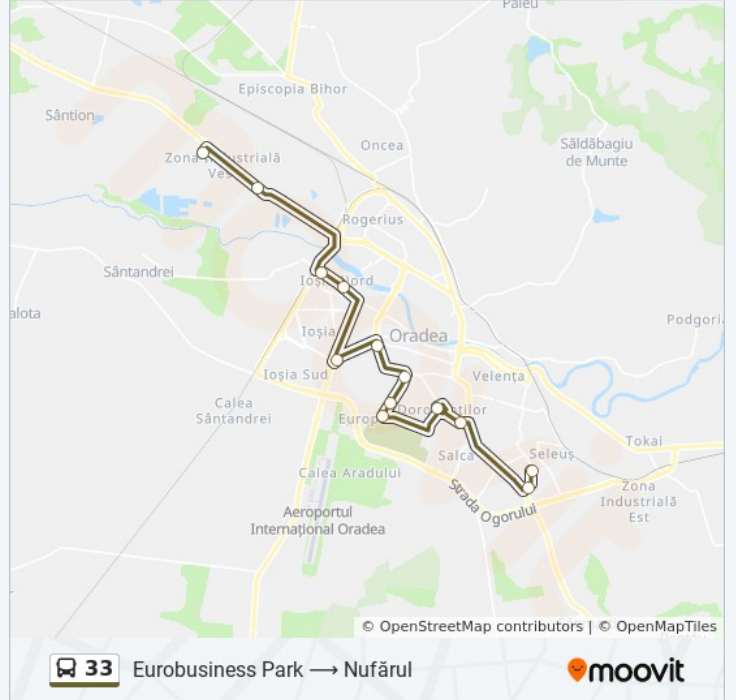 Paleu
Episcopia Bihor
Sântion
Oncea
Săldăbagiu
de Munte
Zona Industrială
Vest
Rogerius
Sântandrei
Ioșia Nord
Podgoria
Ioșia
Oradea
Ioșia Sud
Velența
Calea
Sântandrei
Europa
Dorobanților
Tokai
Salca
Seleuș
Calea Aradului
Zona
Industrială
Est
Strada Ogorului
Aeroportul
Internațional Oradea
© OpenStreetMap contributors | © OpenMapTiles
33 Eurobusiness Park ⟶ Nufărul
moovit